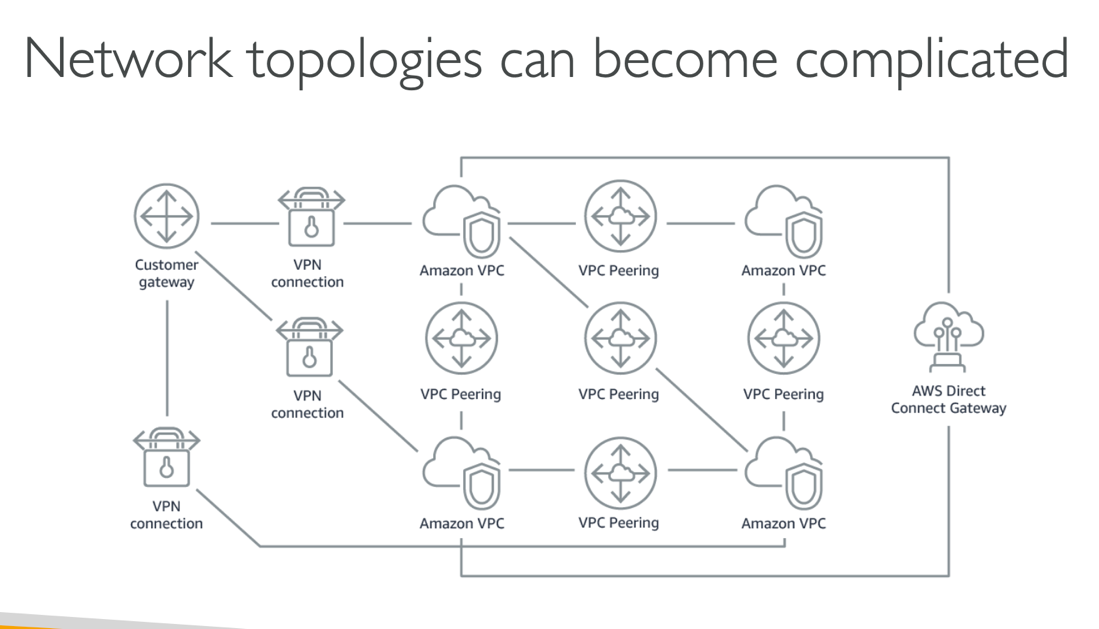 Network topologies can become complicated
Customer
gateway
VPN
connection
Amazon VPC
VPC Peering
Amazon VPC
VPN
connection
VPC Peering
VPC Peering
VPC Peering
AWS Direct
Connect Gateway
VPN
connection
Amazon VPC
VPC Peering
Amazon VPC